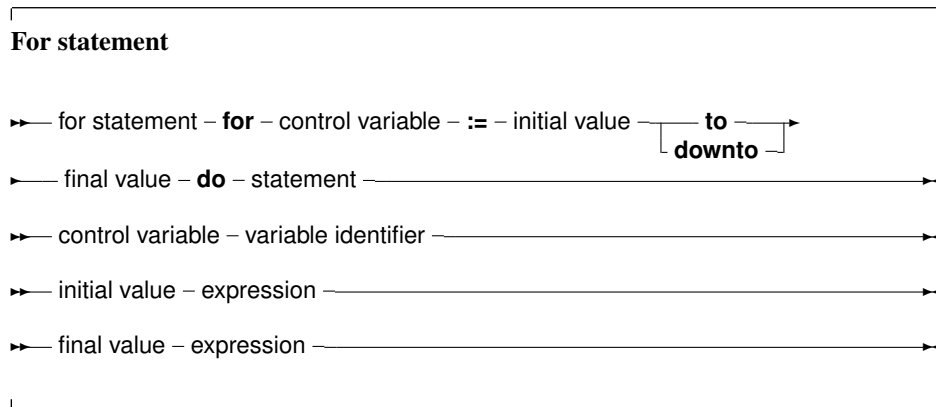 For statement
for statement – for – control variable – := – initial value – to –
downto –
final value – do – statement –
control variable – variable identifier –
initial value – expression –
final value – expression –